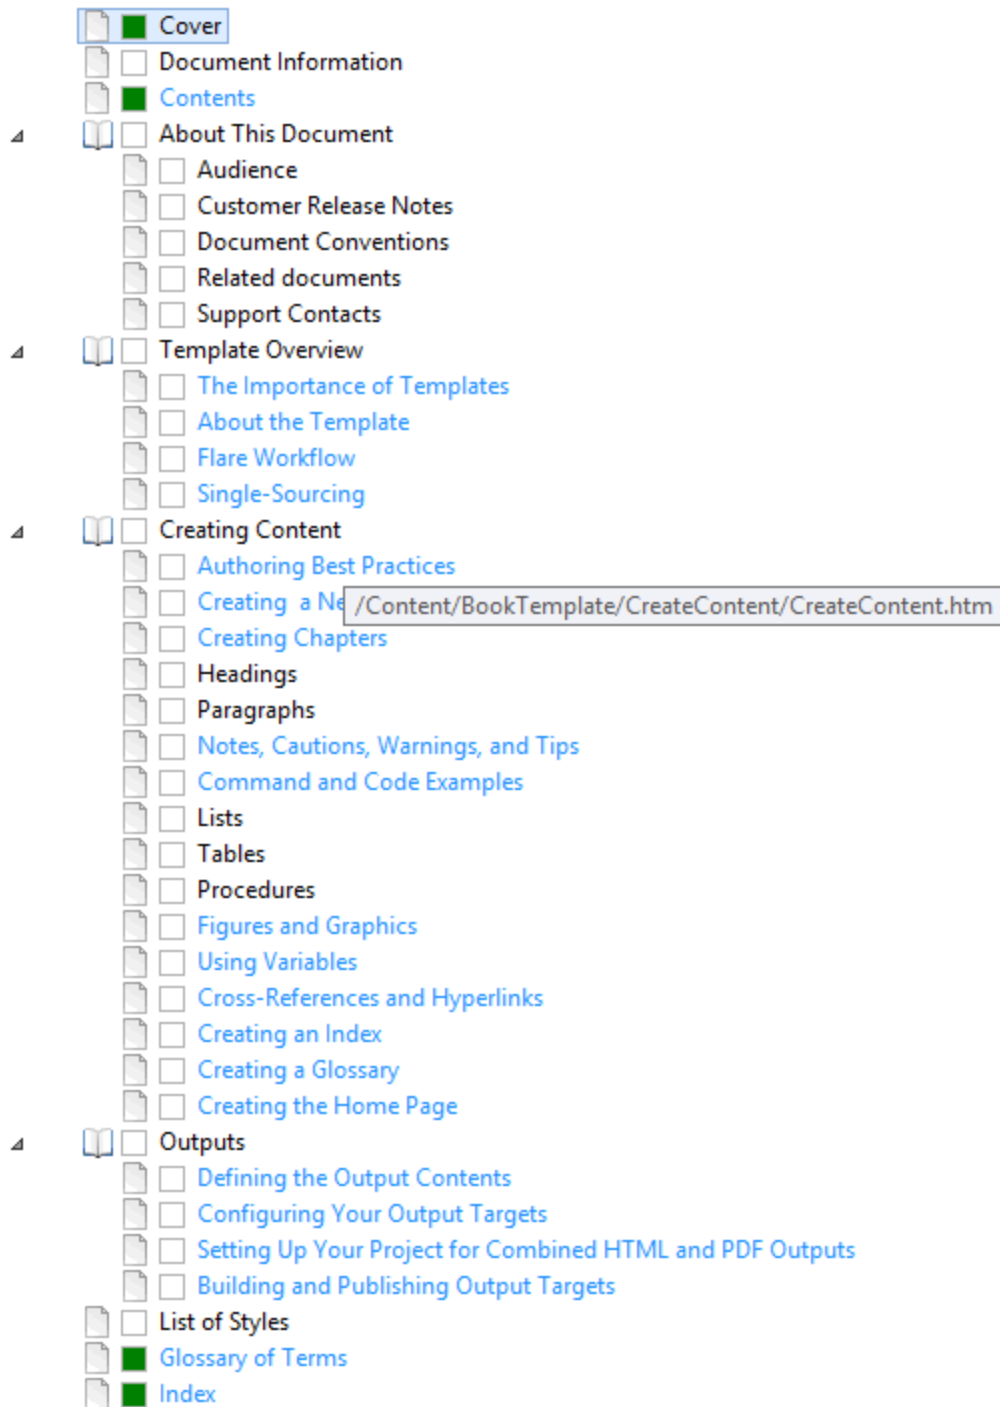 Cover
Document Information
Contents
About This Document
Audience
Customer Release Notes
Document Conventions
Related documents
Support Contacts
Template Overview
The Importance of Templates
About the Template
Flare Workflow
Single-Sourcing
Creating Content
Authoring Best Practices
Creating a Ne /Content/BookTemplate/CreateContent/CreateContent.htm
Creating Chapters
Headings
Paragraphs
Notes, Cautions, Warnings, and Tips
Command and Code Examples
Lists
Tables
Procedures
Figures and Graphics
Using Variables
Cross-References and Hyperlinks
Creating an Index
Creating a Glossary
Creating the Home Page
Outputs
Defining the Output Contents
Configuring Your Output Targets
Setting Up Your Project for Combined HTML and PDF Outputs
Building and Publishing Output Targets
List of Styles
Glossary of Terms
Index